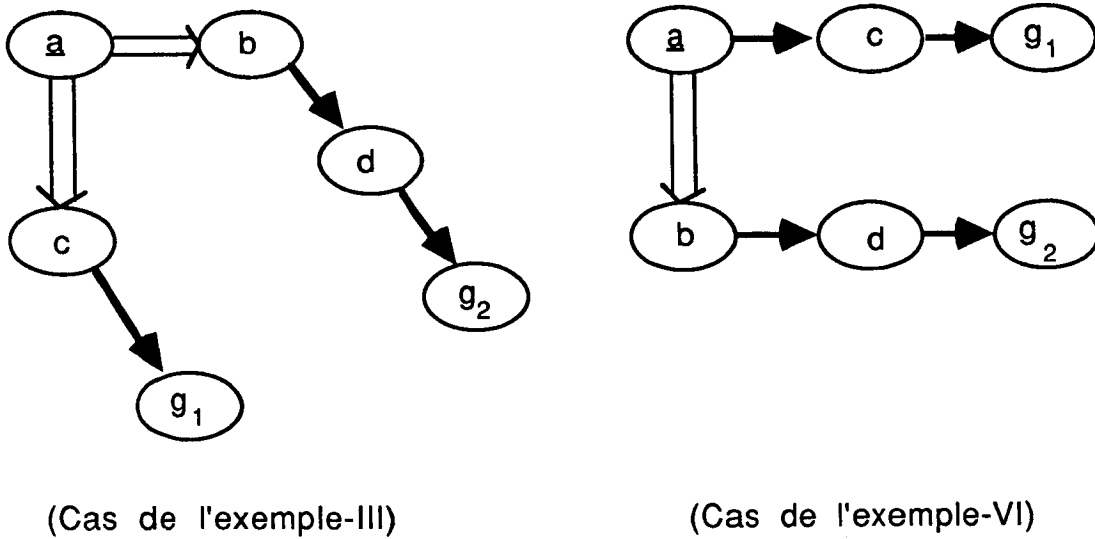 a b
d
c
g2
g1
(Cas de l'exemple-III)
a c g1
b d g2
(Cas de l'exemple-VI)